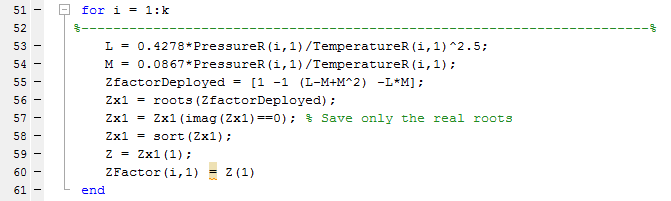 51 – for i = 1:k
52 %-----------------------------------------------------------------------%
53 – L = 0.4278*PressureR(i,1)/TemperatureR(i,1)^2.5;
54 – M = 0.0867*PressureR(i,1)/TemperatureR(i,1);
55 – ZfactorDeployed = [1 -1 (L-M+M^2) -L*M];
56 – Zx1 = roots(ZfactorDeployed);
57 – Zx1 = Zx1(imag(Zx1)==0); % Save only the real roots
58 – Zx1 = sort(Zx1);
59 – Z = Zx1(1);
60 – ZFactor(i,1) = Z(1)
61 – end